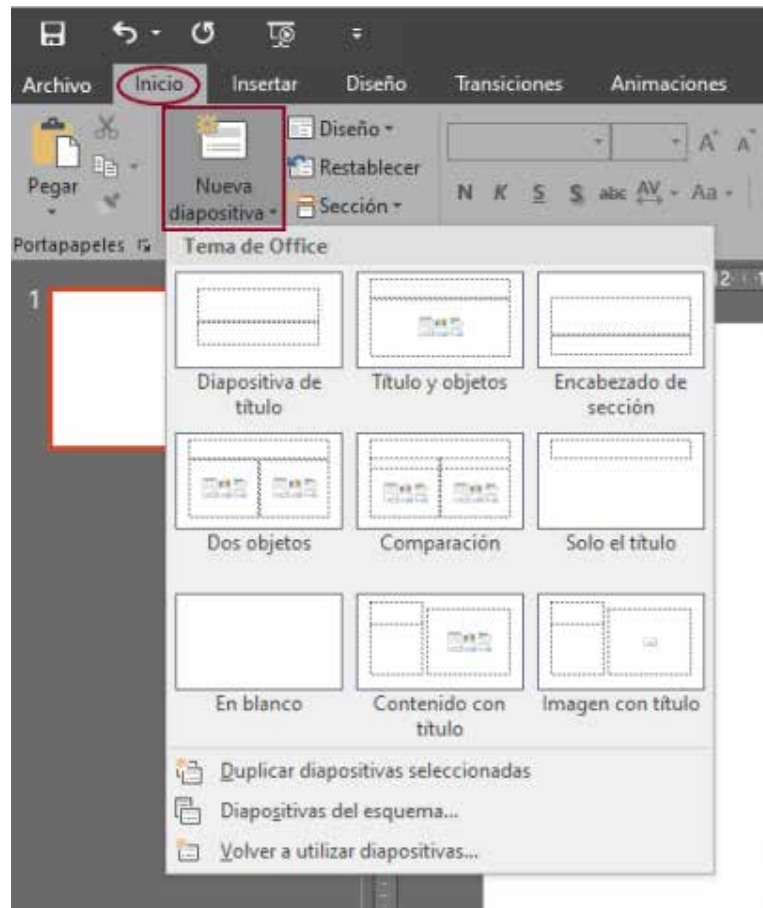 Archivo Inicio Insertar Diseño Transiciones Animaciones
Pegar
Nueva
diapositiva
Diseño
Restablecer
Sección
A A
N K S S abc AV Aa
Portapapeles
Tema de Office
1
Diapositiva de
título
Título y objetos
Encabezado de
sección
Dos objetos
Comparación
Solo el título
En blanco
Contenido con
título
Imagen con título
Duplicar diapositivas seleccionadas
Diapositivas del esquema...
Volver a utilizar diapositivas...